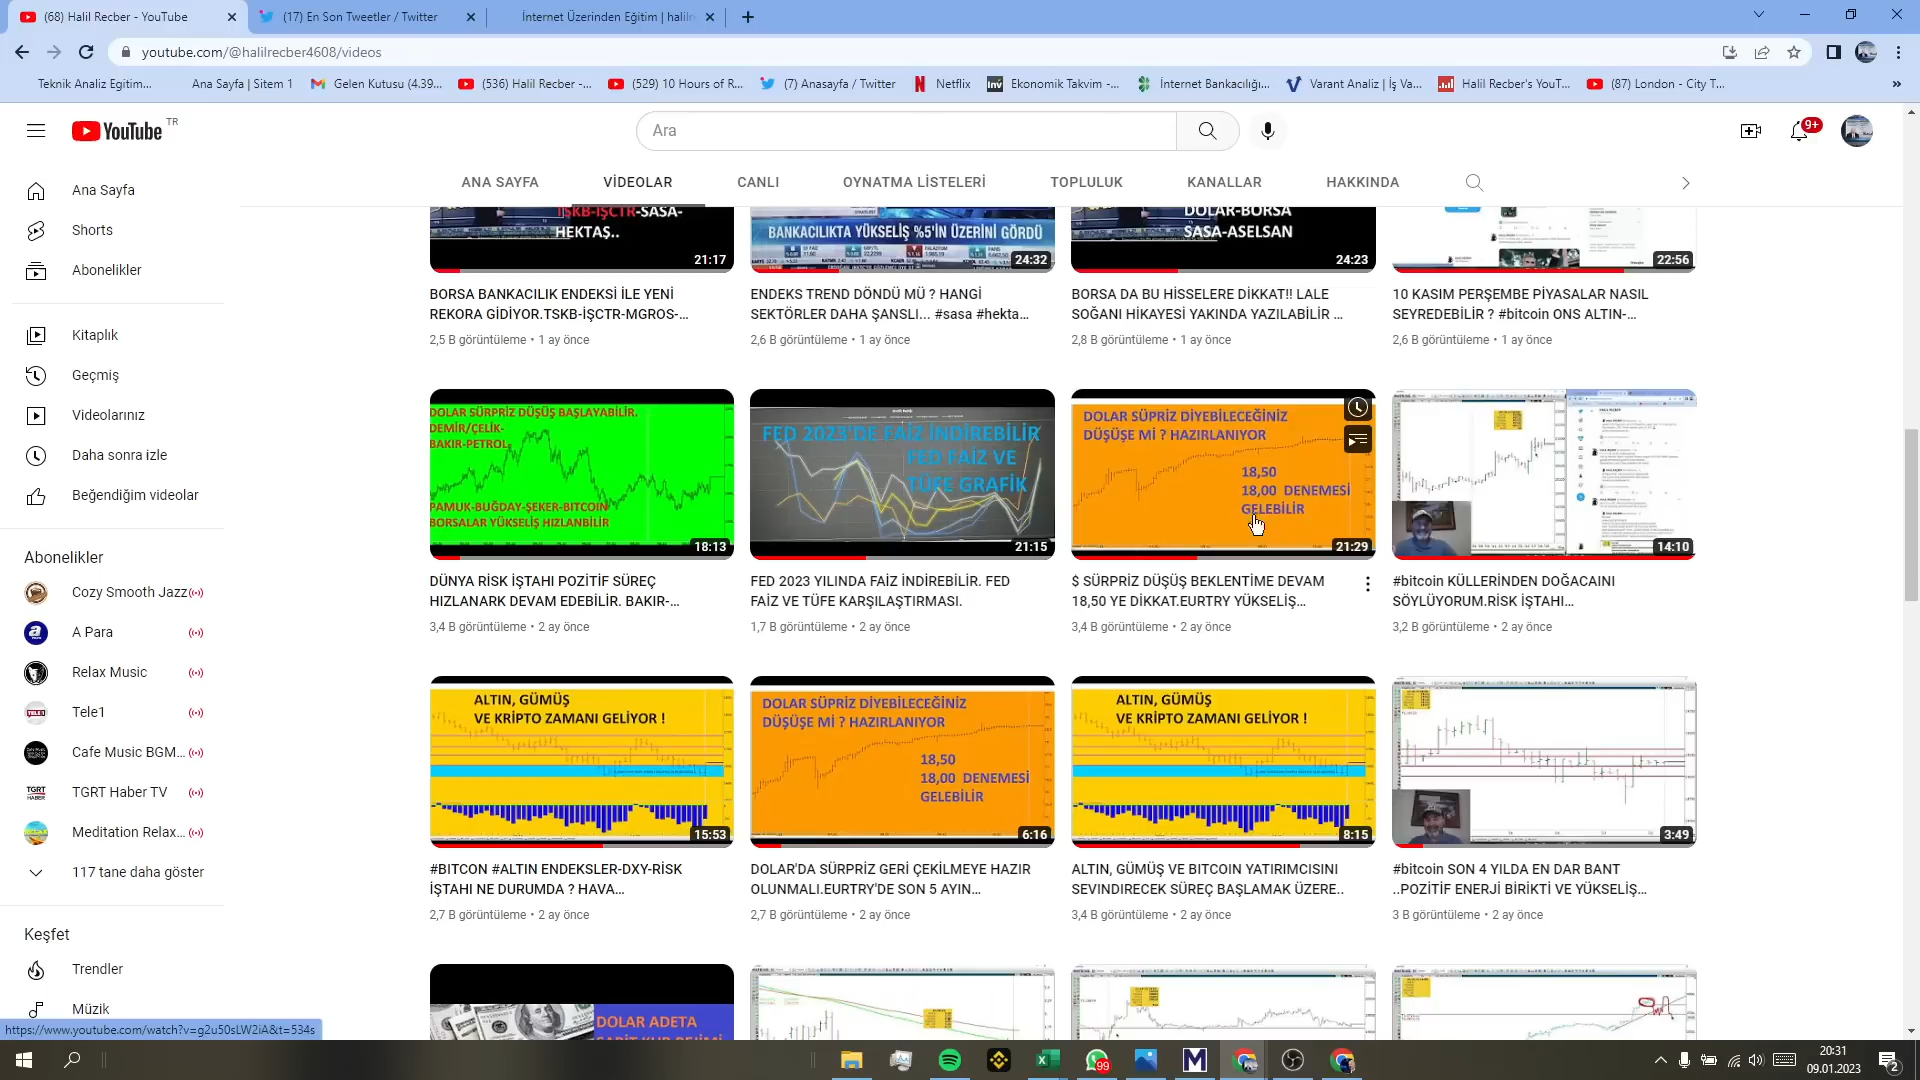 (68) Halil Recber - YouTube
(17) En Son Tweetler / Twitter
İnternet Üzerinden Eğitim | halil
youtube.com/@halilrecber4608/videos
Teknik Analiz Egitim...
Ana Sayfa | Sitem 1
Gelen Kutusu (4.39...
(536) Halil Recber -...
(529) 10 Hours of R...
(7) Anasayfa / Twitter
Netflix
Ekonomik Takvim -...
İnternet Bankacılığı...
Varant Analiz | İş Va...
Halil Recber's YouT...
(87) London - City T...
YouTube TR
Ara
9+
ANA SAYFA
VİDEOLAR
CANLI
OYNATMA LİSTELERİ
TOPLULUK
KANALLAR
HAKKINDA
Ana Sayfa
Shorts
Abonelikler
Kitaplık
Geçmiş
Videolarınız
Daha sonra izle
Beğendiğim videolar
Abonelikler
Cozy Smooth Jazz
A Para
Relax Music
Tele1
Cafe Music BGM...
TGRT Haber TV
Meditation Relax...
117 tane daha göster
Keşfet
Trendler
Müzik
https://www.youtube.com/watch?v=g2u50sLW2iA&t=534s
TSKB-İŞCTR-SASA-
HEKTAŞ..
21:17
BORSA BANKACILIK ENDEKSİ İLE YENİ
REKORA GİDİYOR.TSKB-İŞCTR-MGROS-...
2,5 B görüntüleme • 1 ay önce
BANKACILIKTA YÜKSELİŞ %5'İN ÜZERİNİ GÖRDÜ
24:32
ENDEKS TREND DÖNDÜ MÜ ? HANGİ
SEKTÖRLER DAHA ŞANSLI... #sasa #hekta...
2,6 B görüntüleme • 1 ay önce
DOLAR-BORSA
SASA-ASELSAN
24:23
BORSA DA BU HİSSELERE DİKKAT!! LALE
SOĞANI HİKAYESİ YAKINDA YAZILABİLİR ...
2,8 B görüntüleme • 1 ay önce
22:56
10 KASIM PERŞEMBE PİYASALAR NASIL
SEYREDEBİLİR ? #bitcoin ONS ALTIN-...
2,6 B görüntüleme • 1 ay önce
DOLAR SÜRPRİZ DÜŞÜŞ BAŞLAYABİLİR.
DEMİR/ÇELİK-
BAKIR-PETROL-
PAMUK-BUĞDAY-ŞEKER-BITCOIN
BORSALAR YÜKSELİŞ HIZLANBİLİR
18:13
DÜNYA RİSK İŞTAHI POZİTİF SÜREÇ
HIZLANARK DEVAM EDEBİLİR. BAKIR-...
3,4 B görüntüleme • 2 ay önce
FED 2023'DE FAİZ İNDİREBİLİR
FED FAİZ VE
TÜFE GRAFİK
21:15
FED 2023 YILINDA FAİZ İNDİREBİLİR. FED
FAİZ VE TÜFE KARŞILAŞTIRMASI.
1,7 B görüntüleme • 2 ay önce
DOLAR SÜPRİZ DİYEBİLECEĞİNİZ
DÜŞÜŞE Mİ ? HAZIRLANIYOR
18,50
18,00 DENEMESİ
GELEBİLİR
21:29
$ SÜRPRİZ DÜŞÜŞ BEKLENTİME DEVAM
18,50 YE DİKKAT.EURTRY YÜKSELİŞ...
3,4 B görüntüleme • 2 ay önce
14:10
#bitcoin KÜLLERİNDEN DOĞACAINI
SÖYLÜYORUM.RİSK İŞTAHI...
3,2 B görüntüleme • 2 ay önce
ALTIN, GÜMÜŞ
VE KRİPTO ZAMANI GELİYOR !
15:53
#BITCON #ALTIN ENDEKSLER-DXY-RİSK
İŞTAHI NE DURUMDA ? HAVA...
2,7 B görüntüleme • 2 ay önce
DOLAR SÜRPRİZ DİYEBİLECEĞİNİZ
DÜŞÜŞE Mİ ? HAZIRLANIYOR
18,50
18,00 DENEMESİ
GELEBİLİR
6:16
DOLAR'DA SÜRPRİZ GERİ ÇEKİLMEYE HAZIR
OLUNMALI.EURTRY'DE SON 5 AYIN...
2,7 B görüntüleme • 2 ay önce
ALTIN, GÜMÜŞ
VE KRİPTO ZAMANI GELİYOR !
8:15
ALTIN, GÜMÜŞ VE BITCOIN YATIRIMCISINI
SEVINDIRECEK SÜREÇ BAŞLAMAK ÜZERE..
3,4 B görüntüleme • 2 ay önce
3:49
#bitcoin SON 4 YILDA EN DAR BANT
..POZİTİF ENERJİ BİRİKTİ VE YÜKSELİŞ...
3 B görüntüleme • 2 ay önce
DOLAR ADETA
99
20:31
09.01.2023
2